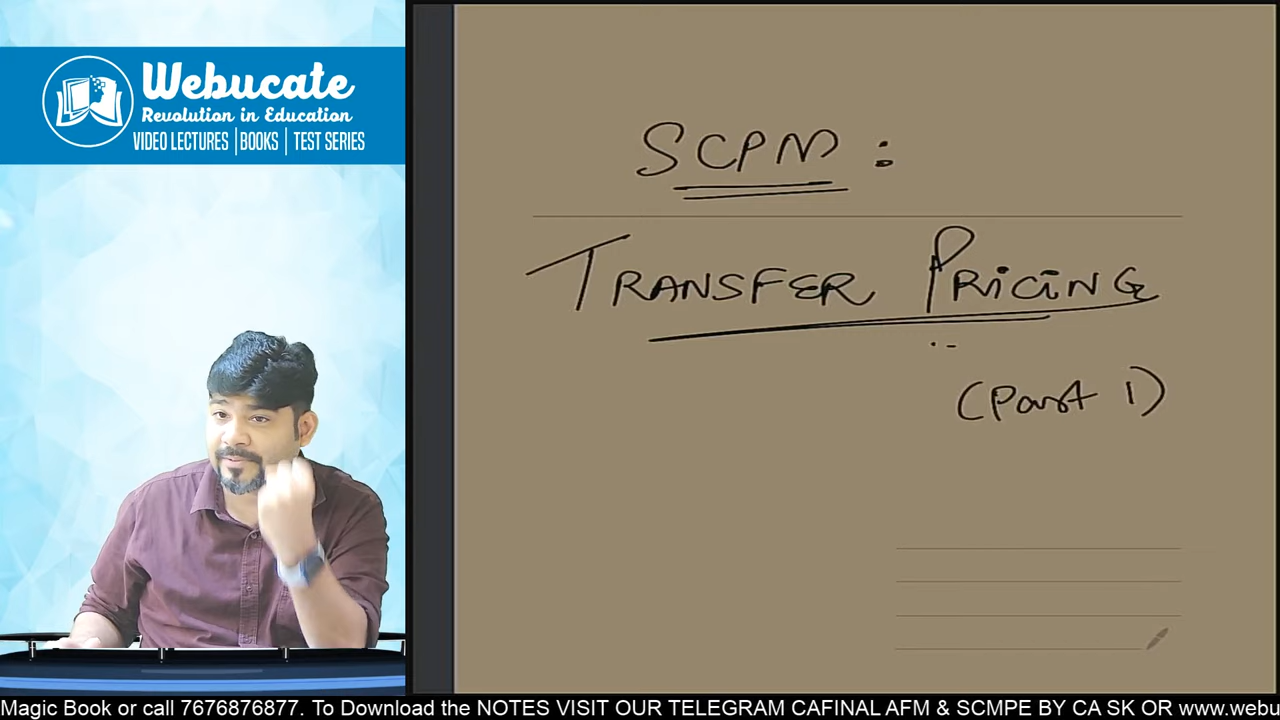 Webucate
Revolution in Education
VIDEO LECTURES | BOOKS | TEST SERIES
SCPM :
TRANSFER PRICING
(Part 1)
Magic Book or call 7676876877. To Download the NOTES VISIT OUR TELEGRAM CAFINAL AFM & SCMPE BY CA SK OR www.webu